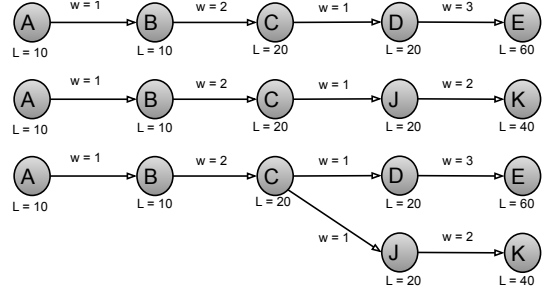 w = 1 w = 2 w = 1 w = 3
A B C D E
L = 10 L = 10 L = 20 L = 20 L = 60
w = 1 w = 2 w = 1 w = 2
A B C J K
L = 10 L = 10 L = 20 L = 20 L = 40
w = 1 w = 2 w = 1 w = 3
A B C D E
L = 10 L = 10 L = 20 L = 20 L = 60
w = 1 w = 2
J K
L = 20 L = 40